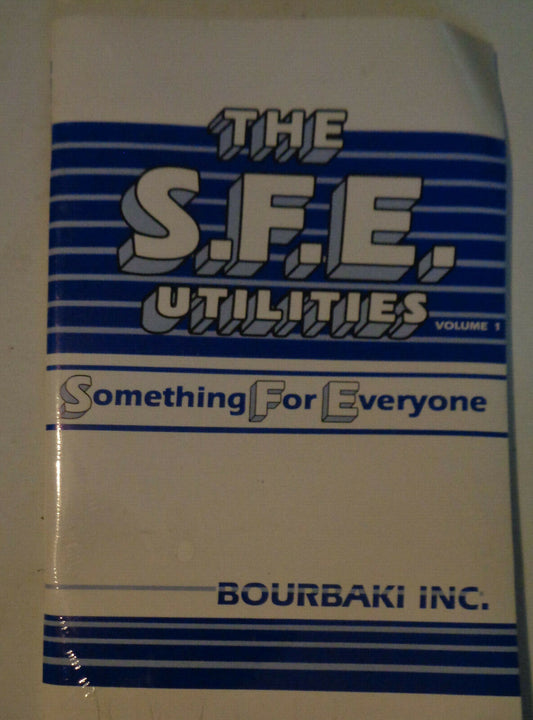 THE
S.F.E.
UTILITIES
VOLUME 1
Something For Everyone
BOURBAKI INC.